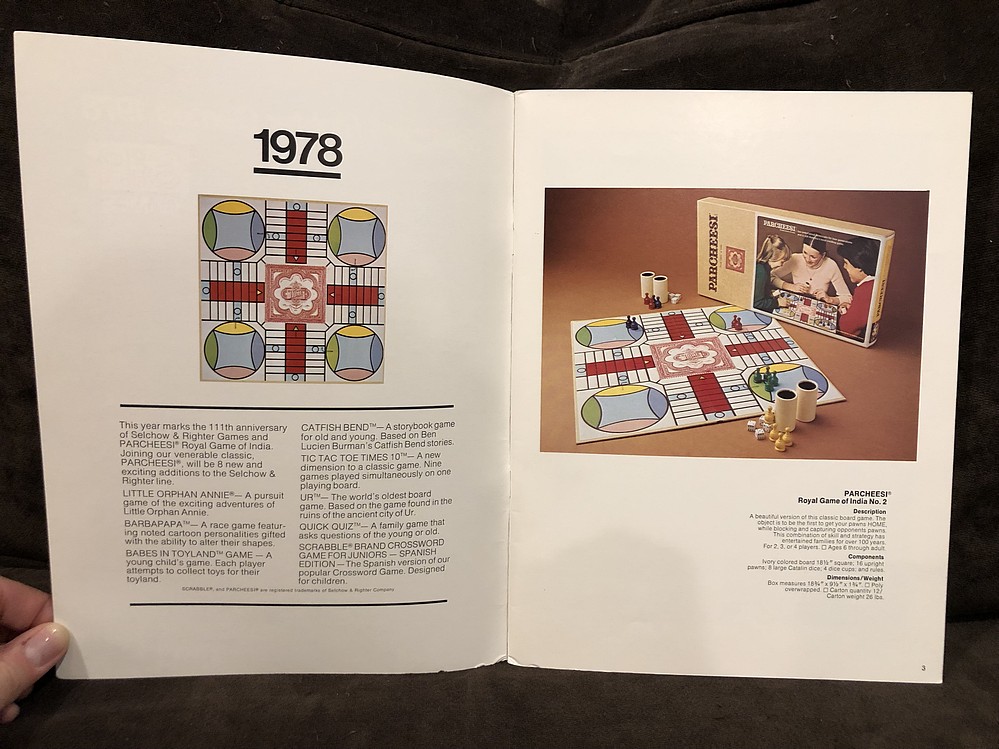 1978
This year marks the 111th anniversary
of Selchow & Righter Games and
PARCHEESI® Royal Game of India.
Joining our venerable classic,
PARCHEESI®, will be 8 new and
exciting additions to the Selchow &
Righter line.
LITTLE ORPHAN ANNIE®— A pursuit
game of the exciting adventures of
Little Orphan Annie.
BARBAPAPA™— A race game featur-
ing noted cartoon personalities gifted
with the ability to alter their shapes.
BABES IN TOYLAND™ GAME — A
young child's game. Each player
attempts to collect toys for their
toyland.
CATFISH BEND™— A storybook game
for old and young. Based on Ben
Lucien Burman's Catfish Bend stories.
TIC TAC TOE TIMES 10™— A new
dimension to a classic game. Nine
games played simultaneously on one
playing board.
UR™— The world's oldest board
game. Based on the game found in the
ruins of the ancient city of Ur.
QUICK QUIZ™— A family game that
asks questions of the young or old.
SCRABBLE® BRAND CROSSWORD
GAME FOR JUNIORS — SPANISH
EDITION — The Spanish version of our
popular Crossword Game. Designed
for children.
SCRABBLE®, and PARCHEESI® are registered trademarks of Selchow & Righter Company.
PARCHEESI
PARCHEESI
PARCHEESI
PARCHEESI®
Royal Game of India No. 2
Description
A beautiful version of this classic board game. The
object is to be the first to get your pawns HOME,
while blocking and capturing opponents pawns.
This combination of skill and strategy has
entertained families for over 100 years.
For 2, 3, or 4 players. ☐ Ages 6 through adult.
Components
Ivory colored board 18½" square; 16 upright
pawns; 8 large Catalin dice; 4 dice cups; and rules.
Dimensions/Weight
Box measures 18¾" x 9½" x 1¾". ☐ Poly
overwrapped. ☐ Carton quantity 12/
Carton weight 26 lbs.
3